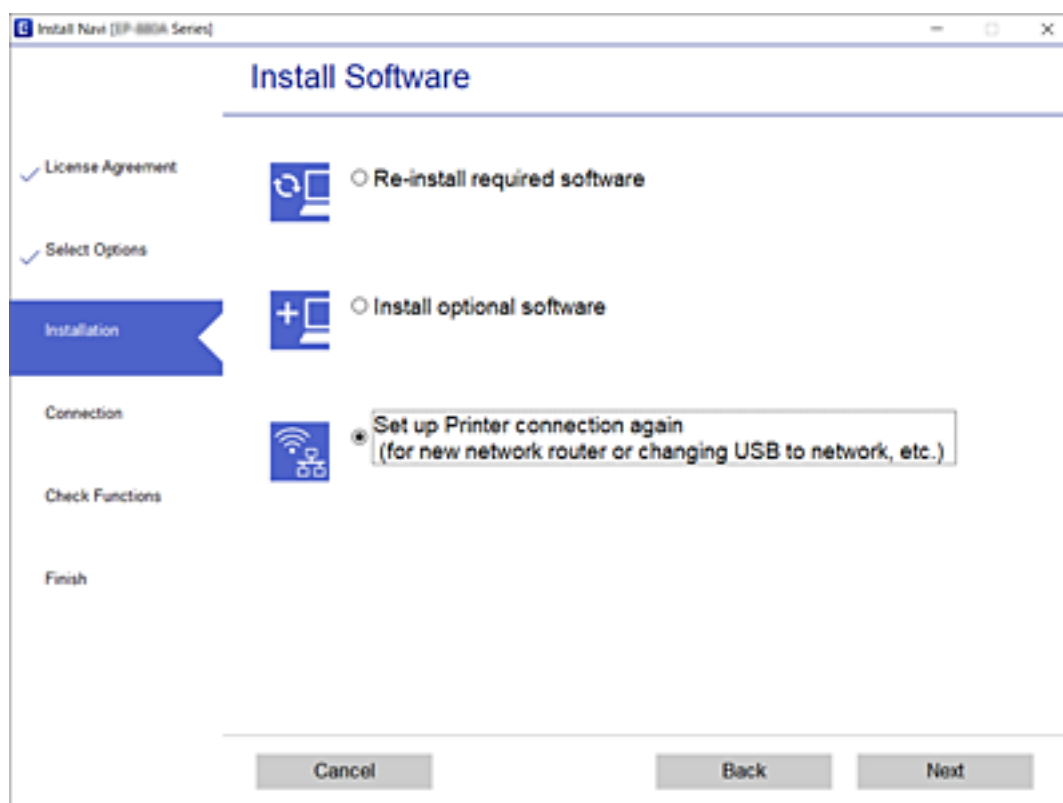 Install Navi [EP-880A Series]
Install Software
License Agreement
Select Options
Installation
Connection
Check Functions
Finish
Re-install required software
Install optional software
Set up Printer connection again
(for new network router or changing USB to network, etc.)
Cancel
Back
Next